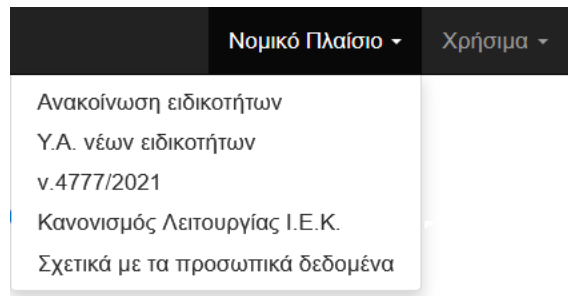 Νομικό Πλαίσιο Χρήσιμα
Ανακοίνωση ειδικοτήτων
Υ.Α. νέων ειδικοτήτων
ν.4777/2021
Κανονισμός Λειτουργίας Ι.Ε.Κ.
Σχετικά με τα προσωπικά δεδομένα